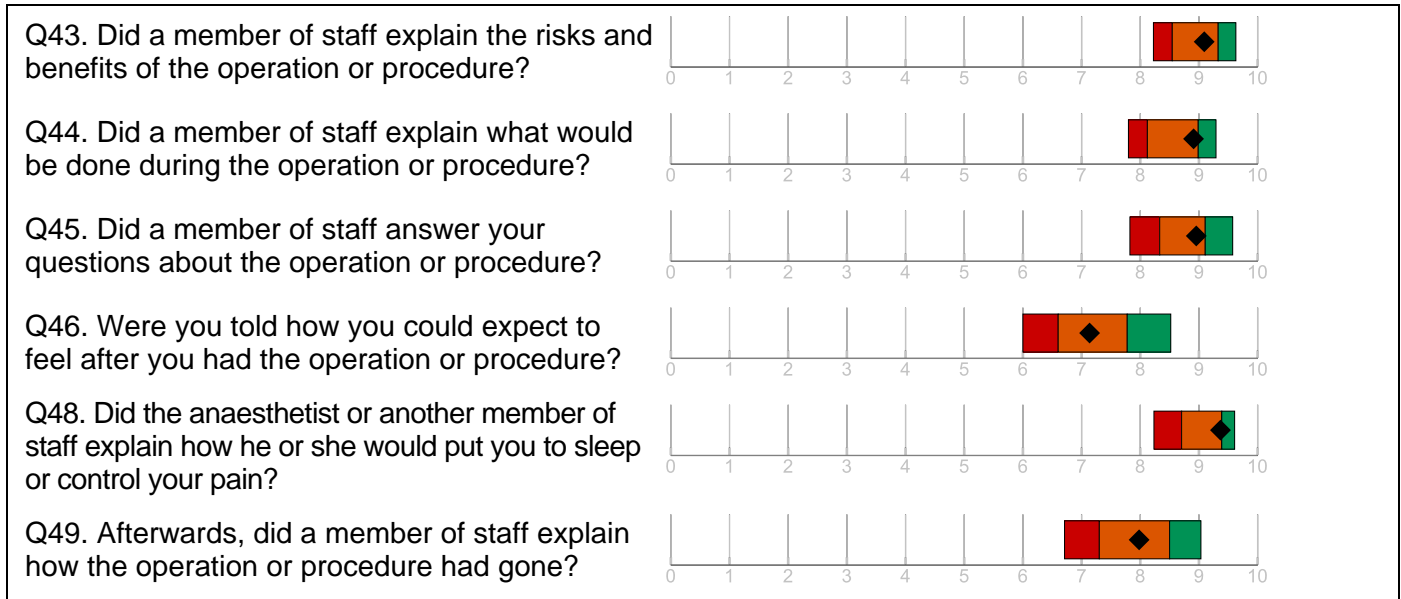 Q43. Did a member of staff explain the risks and
benefits of the operation or procedure?
0 1 2 3 4 5 6 7 8 9 10
Q44. Did a member of staff explain what would
be done during the operation or procedure?
0 1 2 3 4 5 6 7 8 9 10
Q45. Did a member of staff answer your
questions about the operation or procedure?
0 1 2 3 4 5 6 7 8 9 10
Q46. Were you told how you could expect to
feel after you had the operation or procedure?
0 1 2 3 4 5 6 7 8 9 10
Q48. Did the anaesthetist or another member of
staff explain how he or she would put you to sleep
or control your pain?
0 1 2 3 4 5 6 7 8 9 10
Q49. Afterwards, did a member of staff explain
how the operation or procedure had gone?
0 1 2 3 4 5 6 7 8 9 10